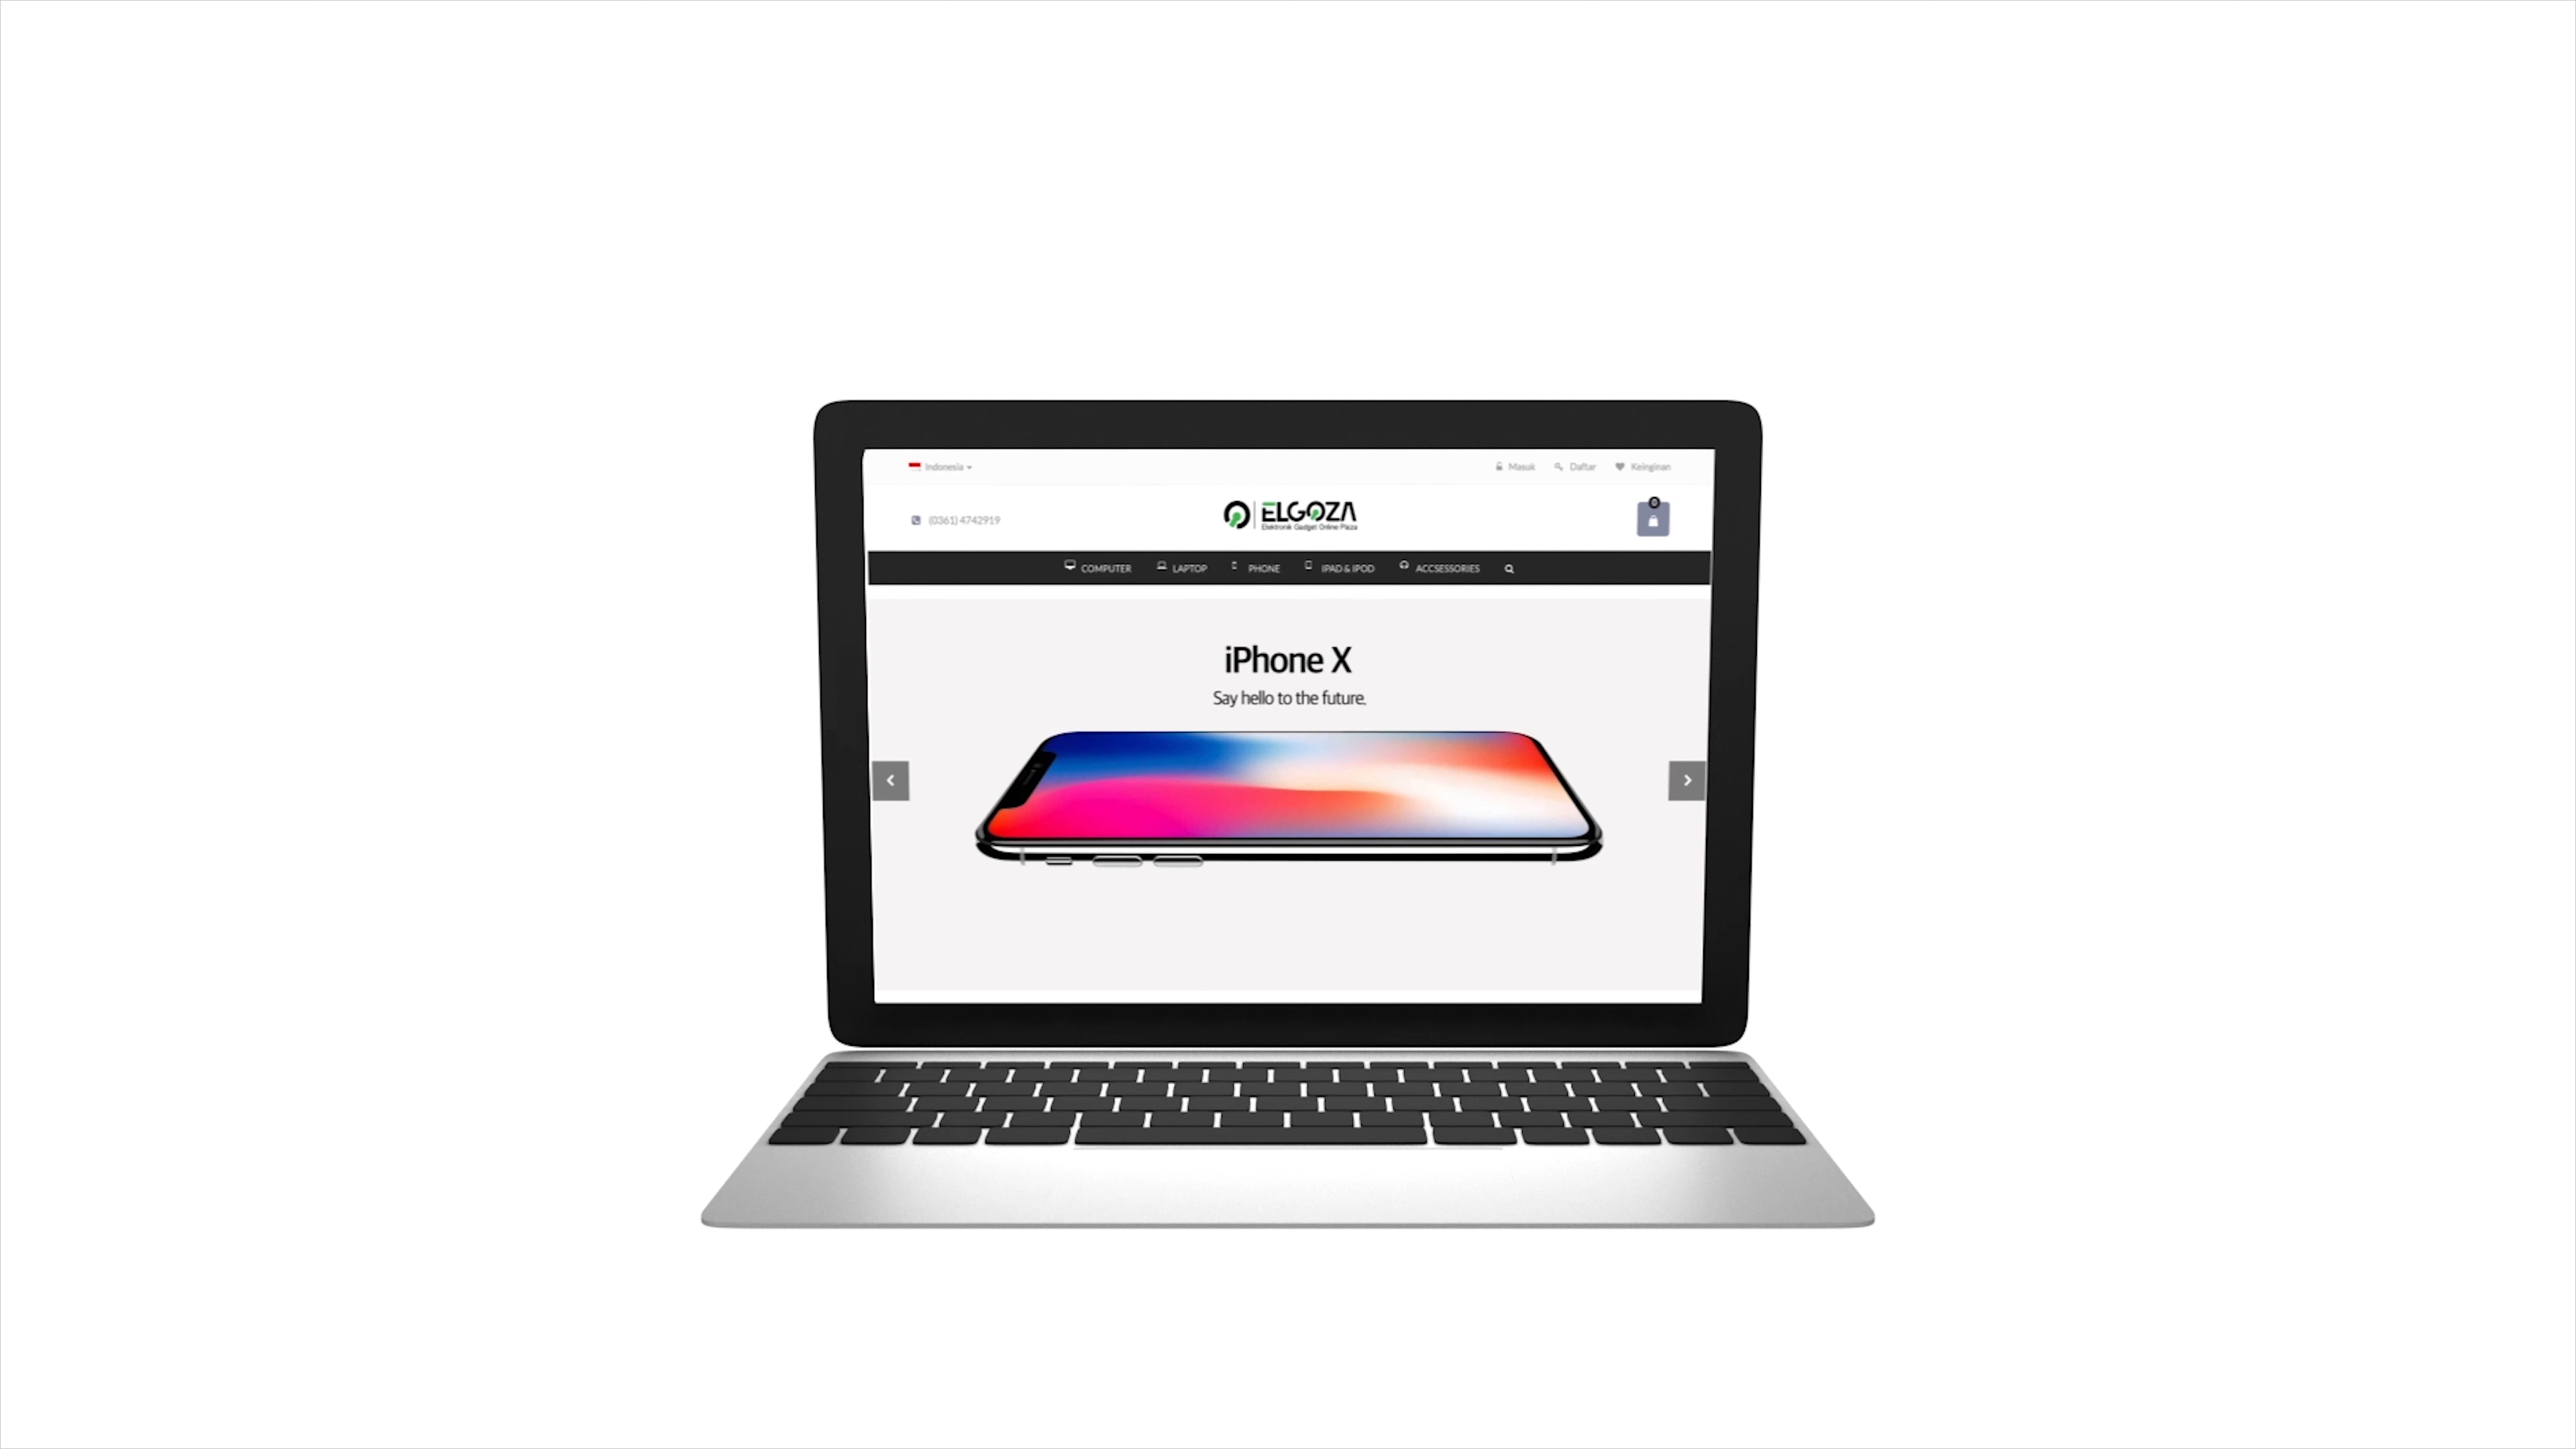 Indonesia
Masuk Daftar Keinginan
(0361) 4742919
ELGOZA
Elektronik Gadget Online Plaza
0
COMPUTER LAPTOP PHONE IPAD & IPOD ACCSESSORIES
iPhone X
Say hello to the future.